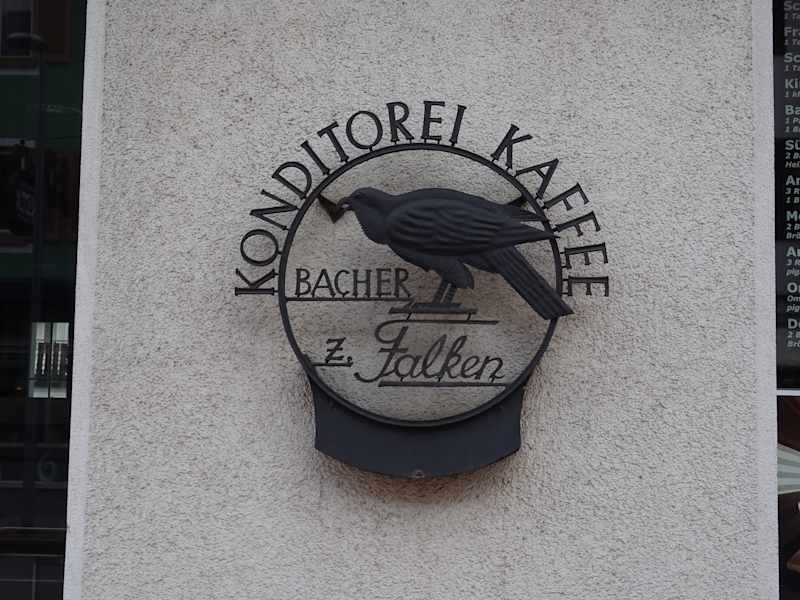 KONDITOREI KAFFEE
BACHER
z. Falken